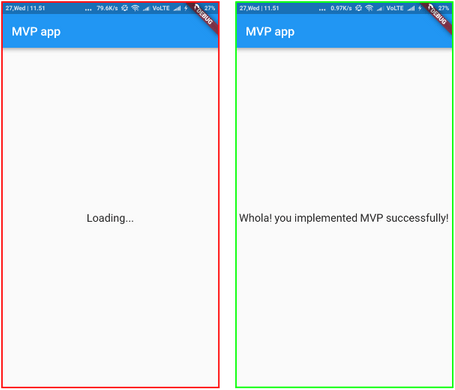 27,Wed | 11.51 ... 79.6K/s VoLTE 27%
DEBUG
MVP app
Loading...
27,Wed | 11.51 ... 0.97K/s VoLTE 27%
DEBUG
MVP app
Whola! you implemented MVP successfully!